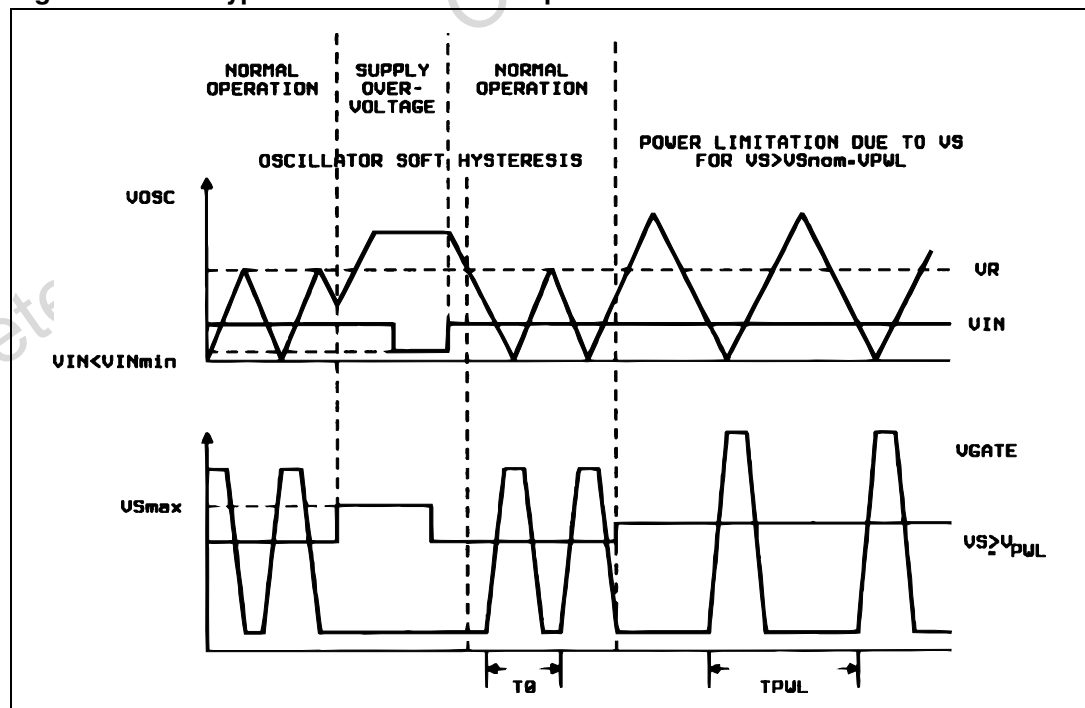 NORMAL
OPERATION
SUPPLY
OVER-
VOLTAGE
NORMAL
OPERATION
POWER LIMITATION DUE TO VS
FOR VS>VSnom-VPWL
OSCILLATOR SOFT HYSTERESIS
VOSC
VR
VIN
VIN<VINmin
VGATE
VSmax
VS≥VPWL
T0
TPWL